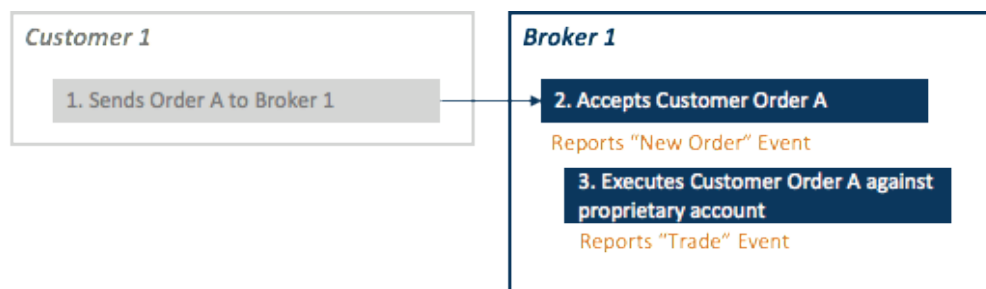 Customer 1
1. Sends Order A to Broker 1
Broker 1
2. Accepts Customer Order A
Reports "New Order" Event
3. Executes Customer Order A against
proprietary account
Reports "Trade" Event